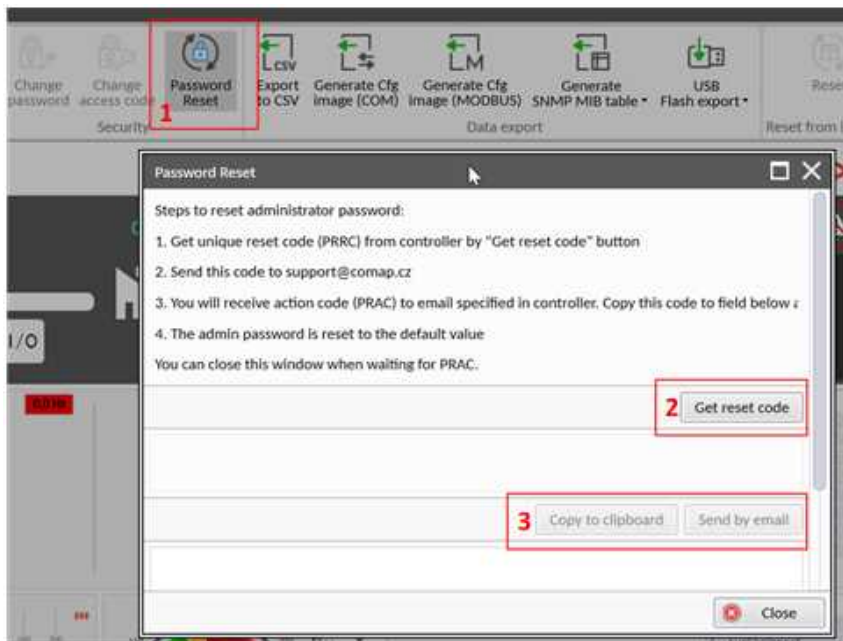 Change password
Change access code
Password Reset
1
Export to CSV
CSV
Generate Cfg image (COM)
M
Generate Cfg image (MODBUS)
Generate SNMP MIB table
USB Flash export
Security
Data export
Reset from
Password Reset
Steps to reset administrator password:
1. Get unique reset code (PRRC) from controller by "Get reset code" button
2. Send this code to support@comap.cz
3. You will receive action code (PRAC) to email specified in controller. Copy this code to field below
4. The admin password is reset to the default value
You can close this window when waiting for PRAC.
I/O
2 Get reset code
3 Copy to clipboard Send by email
Close